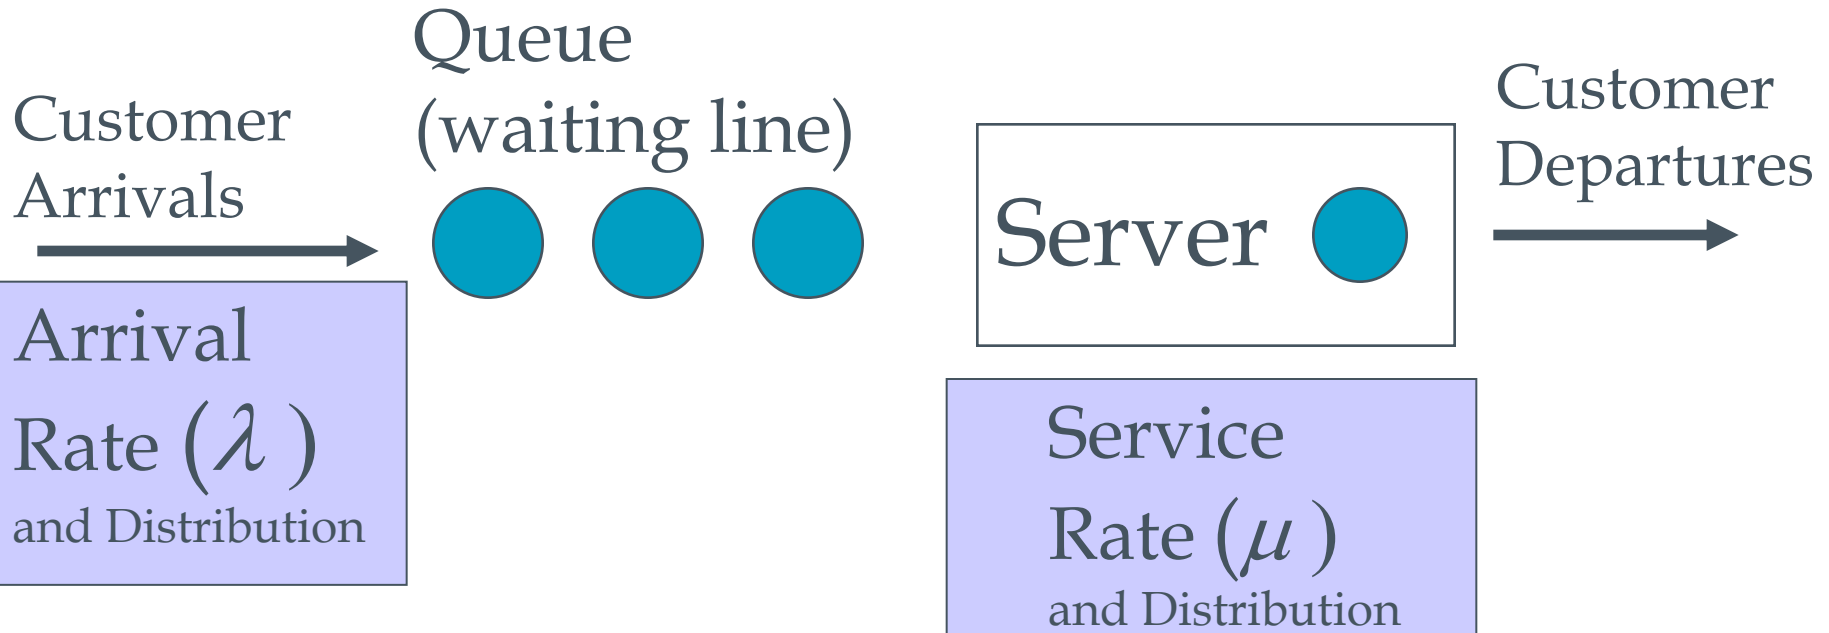 Customer
Arrivals
Queue
(waiting line)
Server
Customer
Departures
Arrival
Rate (λ )
and Distribution
Service
Rate (μ )
and Distribution